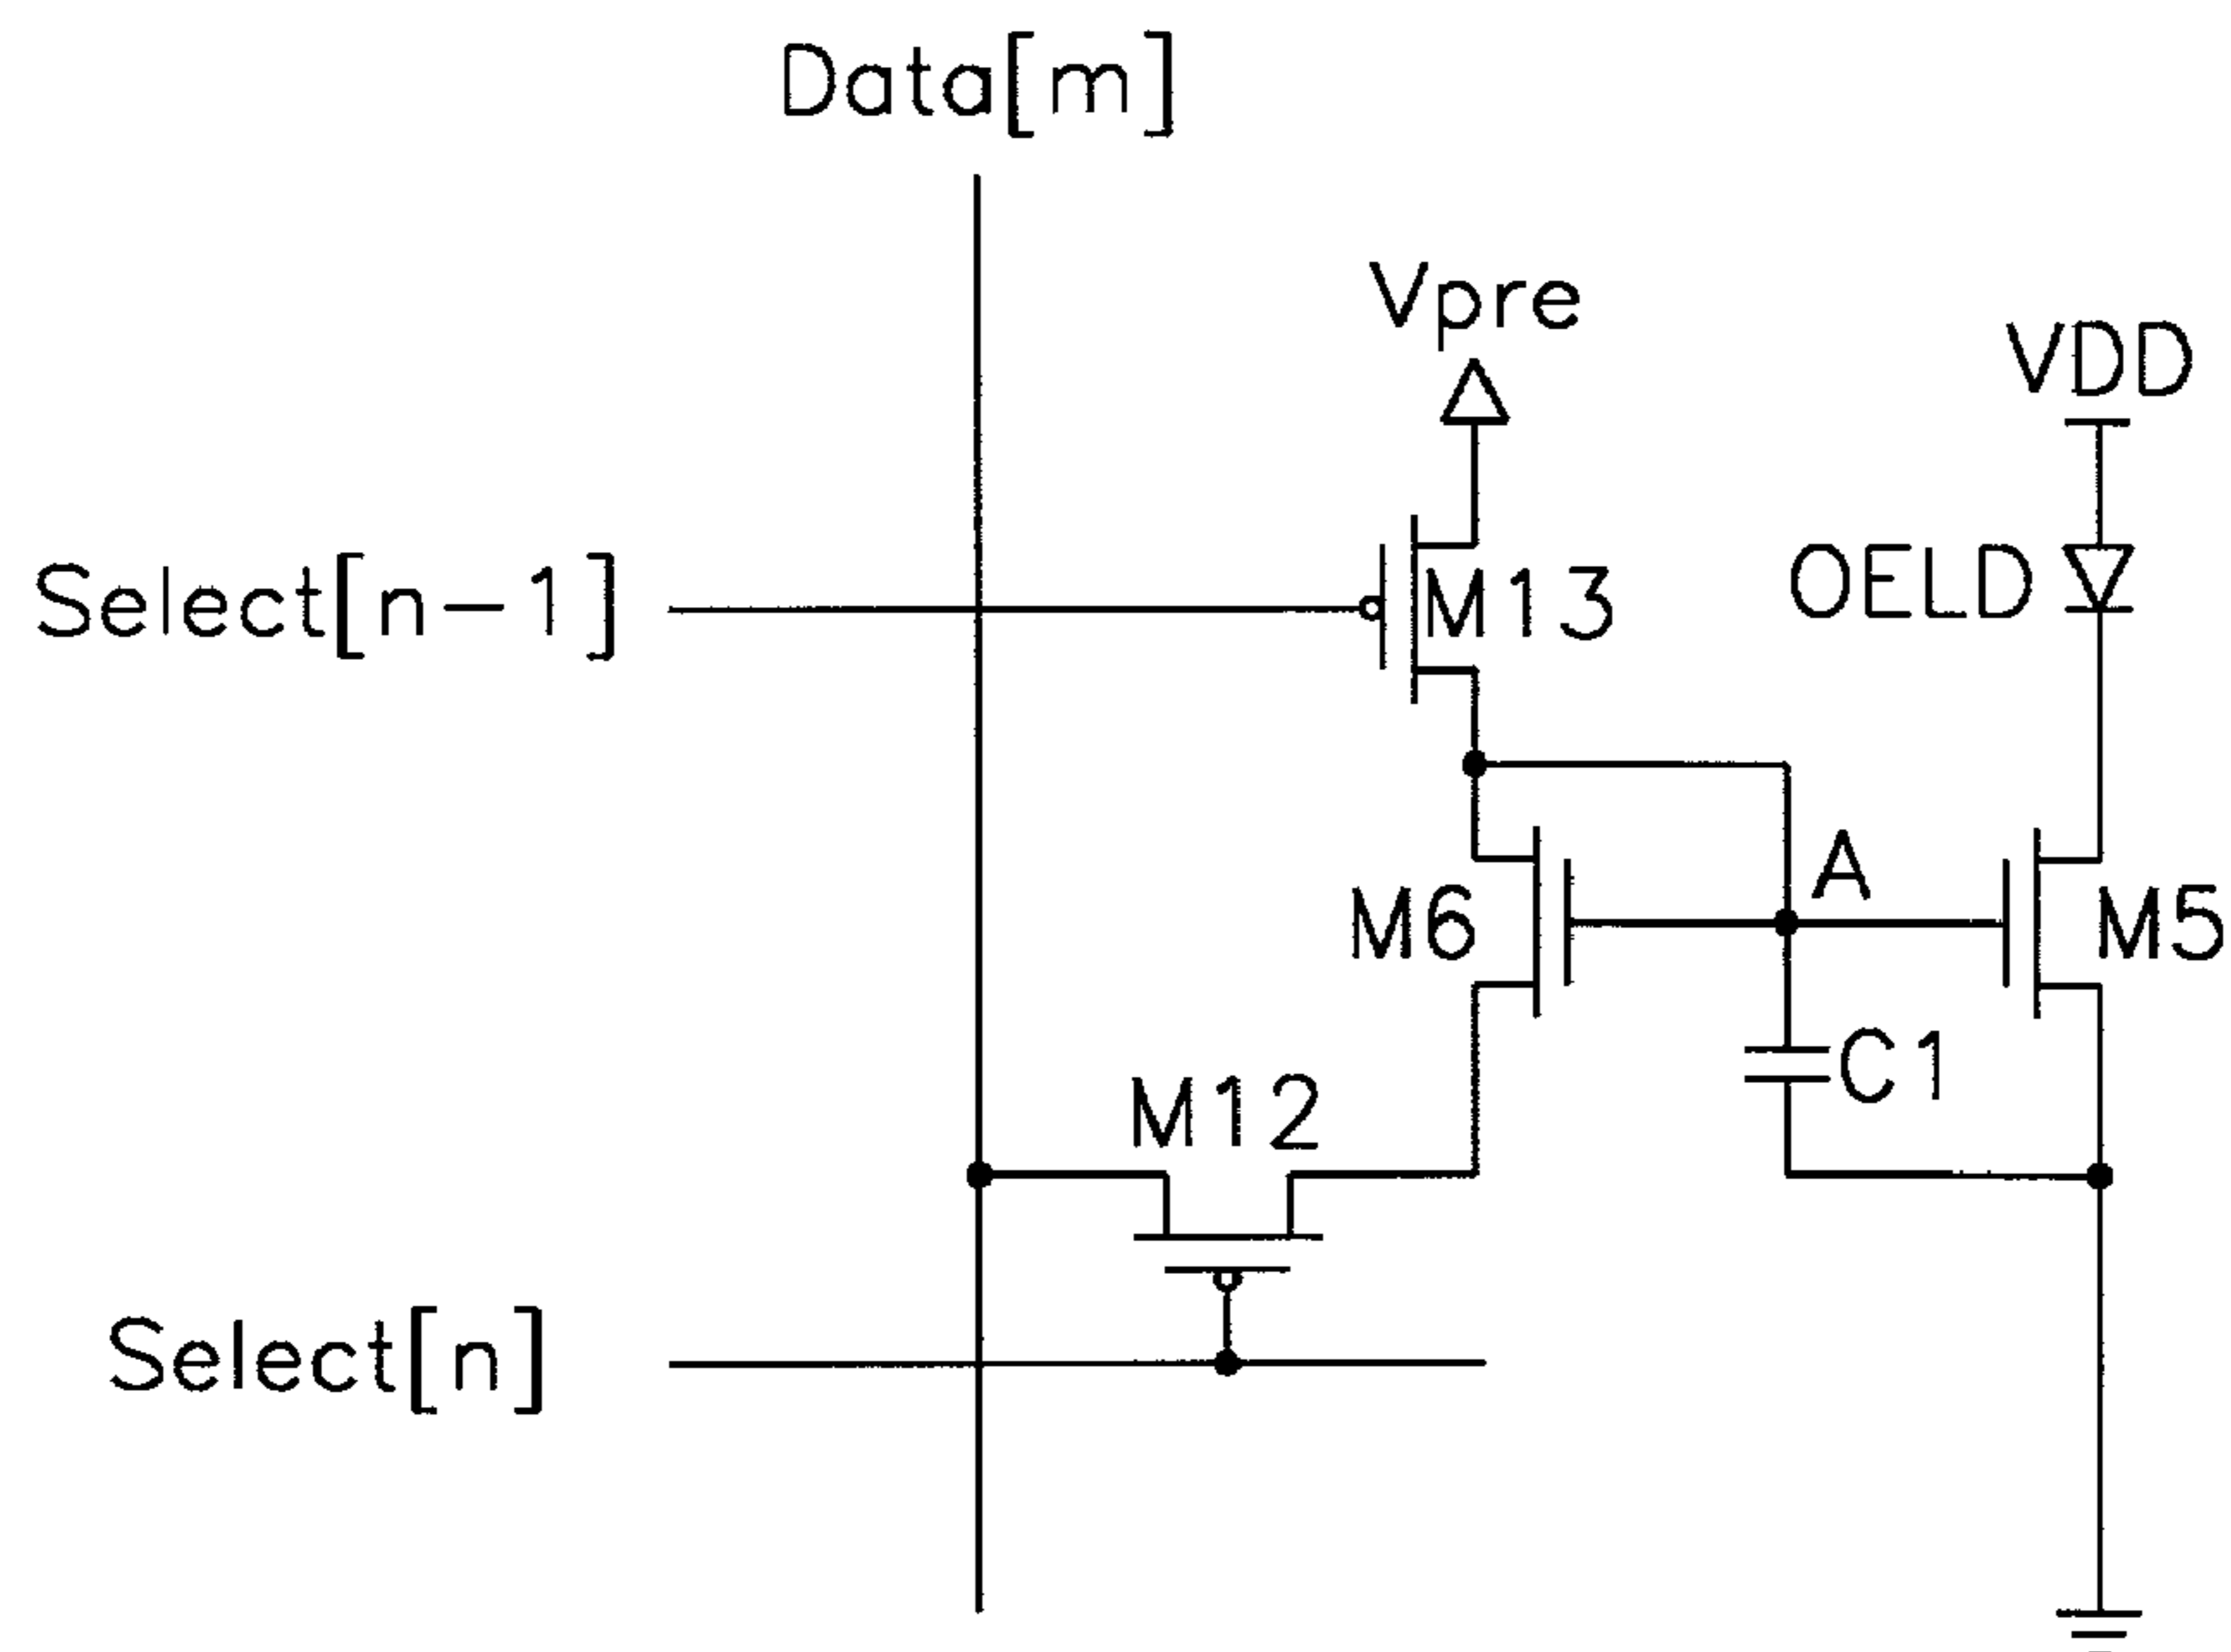 Data[m]
Vpre
VDD
Select[n-1]
M13
OELD
A
M6
M5
C1
M12
Select[n]